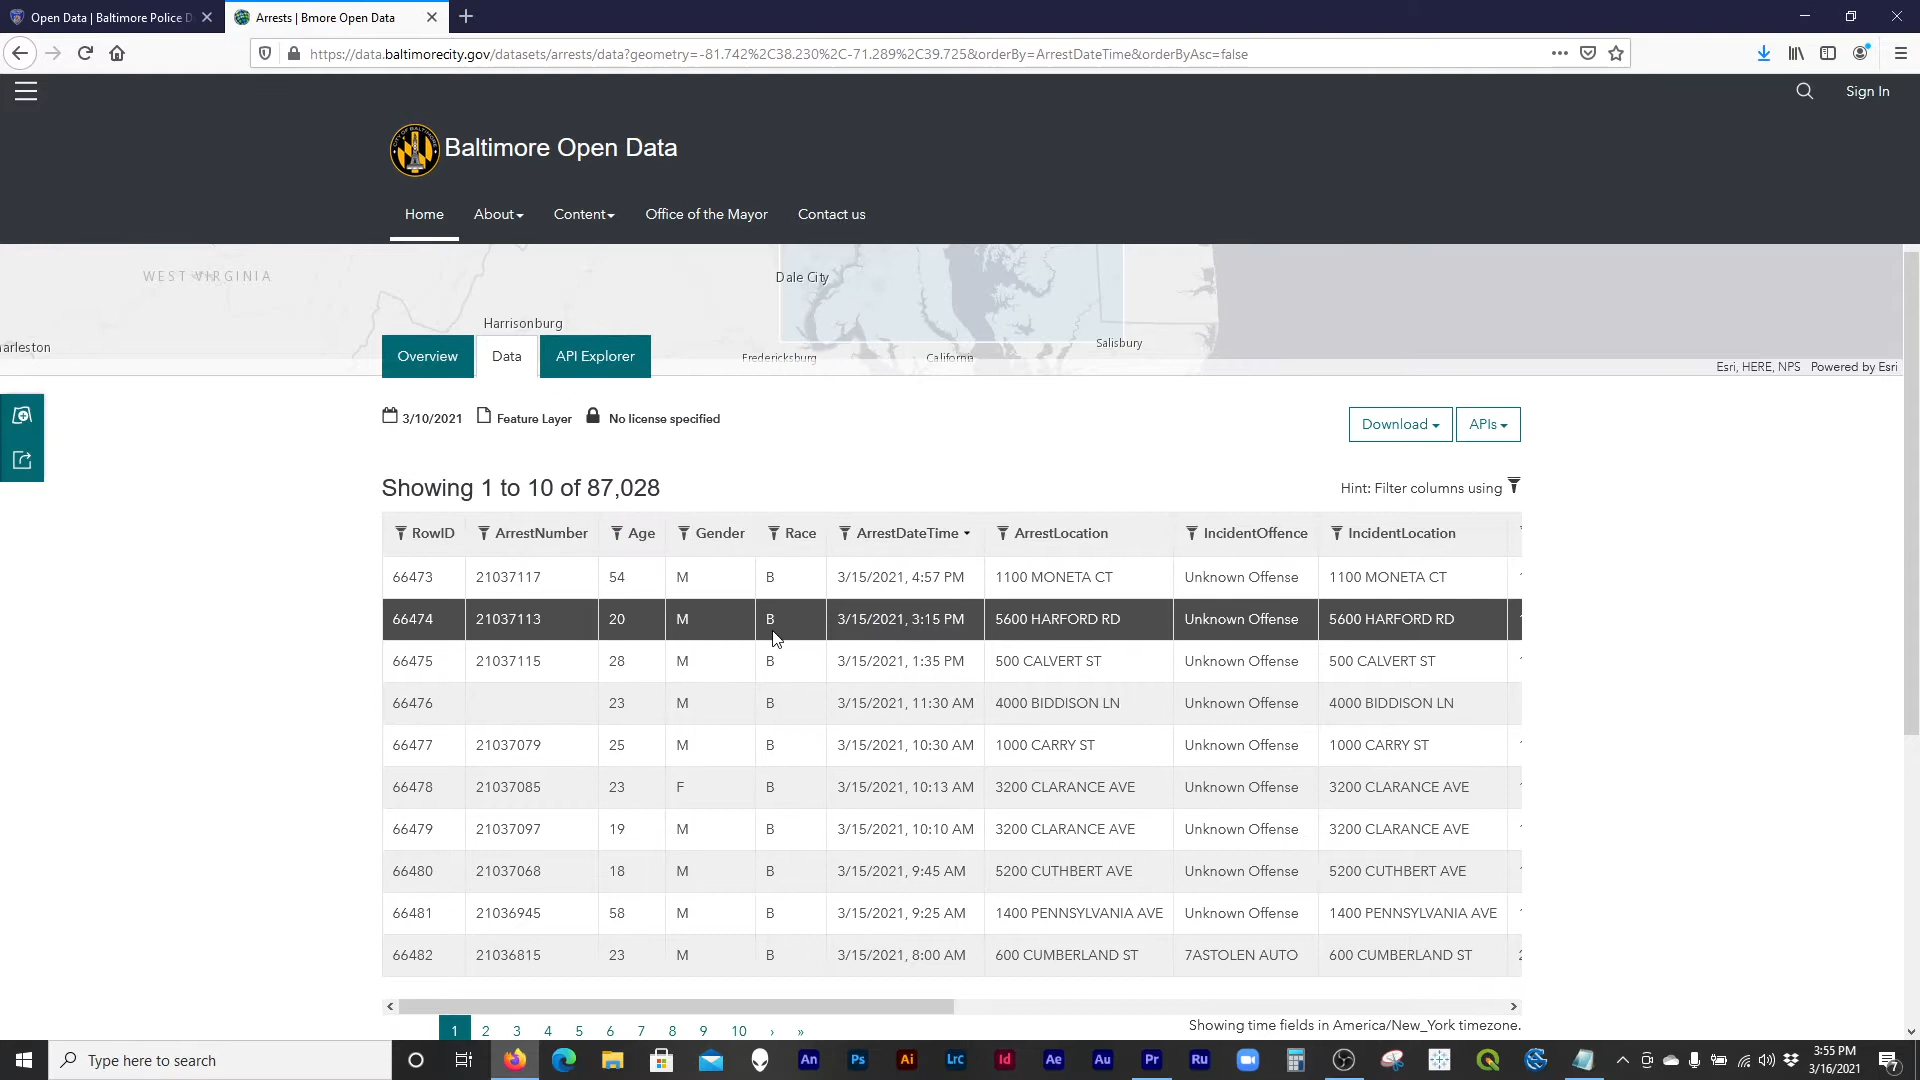 Open Data | Baltimore Police D
Arrests | Bmore Open Data
https://data.baltimorecity.gov/datasets/arrests/data?geometry=-81.742%2C38.230%2C-71.289%2C39.725&orderBy=ArrestDateTime&orderByAsc=false
Sign In
Baltimore Open Data
Home About Content Office of the Mayor Contact us
WEST VIRGINIA
Dale City
Harrisonburg
arleston
Salisbury
Fredericksburg
California
Overview Data API Explorer
Esri, HERE, NPS Powered by Esri
3/10/2021 Feature Layer No license specified
Download APIs
Showing 1 to 10 of 87,028
Hint: Filter columns using
RowID ArrestNumber Age Gender Race ArrestDateTime ArrestLocation IncidentOffence IncidentLocation
66473 21037117 54 M B 3/15/2021, 4:57 PM 1100 MONETA CT Unknown Offense 1100 MONETA CT
66474 21037113 20 M B 3/15/2021, 3:15 PM 5600 HARFORD RD Unknown Offense 5600 HARFORD RD
66475 21037115 28 M B 3/15/2021, 1:35 PM 500 CALVERT ST Unknown Offense 500 CALVERT ST
66476 23 M B 3/15/2021, 11:30 AM 4000 BIDDISON LN Unknown Offense 4000 BIDDISON LN
66477 21037079 25 M B 3/15/2021, 10:30 AM 1000 CARRY ST Unknown Offense 1000 CARRY ST
66478 21037085 23 F B 3/15/2021, 10:13 AM 3200 CLARANCE AVE Unknown Offense 3200 CLARANCE AVE
66479 21037097 19 M B 3/15/2021, 10:10 AM 3200 CLARANCE AVE Unknown Offense 3200 CLARANCE AVE
66480 21037068 18 M B 3/15/2021, 9:45 AM 5200 CUTHBERT AVE Unknown Offense 5200 CUTHBERT AVE
66481 21036945 58 M B 3/15/2021, 9:25 AM 1400 PENNSYLVANIA AVE Unknown Offense 1400 PENNSYLVANIA AVE
66482 21036815 23 M B 3/15/2021, 8:00 AM 600 CUMBERLAND ST 7ASTOLEN AUTO 600 CUMBERLAND ST
1 2 3 4 5 6 7 8 9 10 › »
Showing time fields in America/New_York timezone.
Type here to search
An Ps Ai Lrc Id Ae Au Pr Ru
3:55 PM
3/16/2021
7